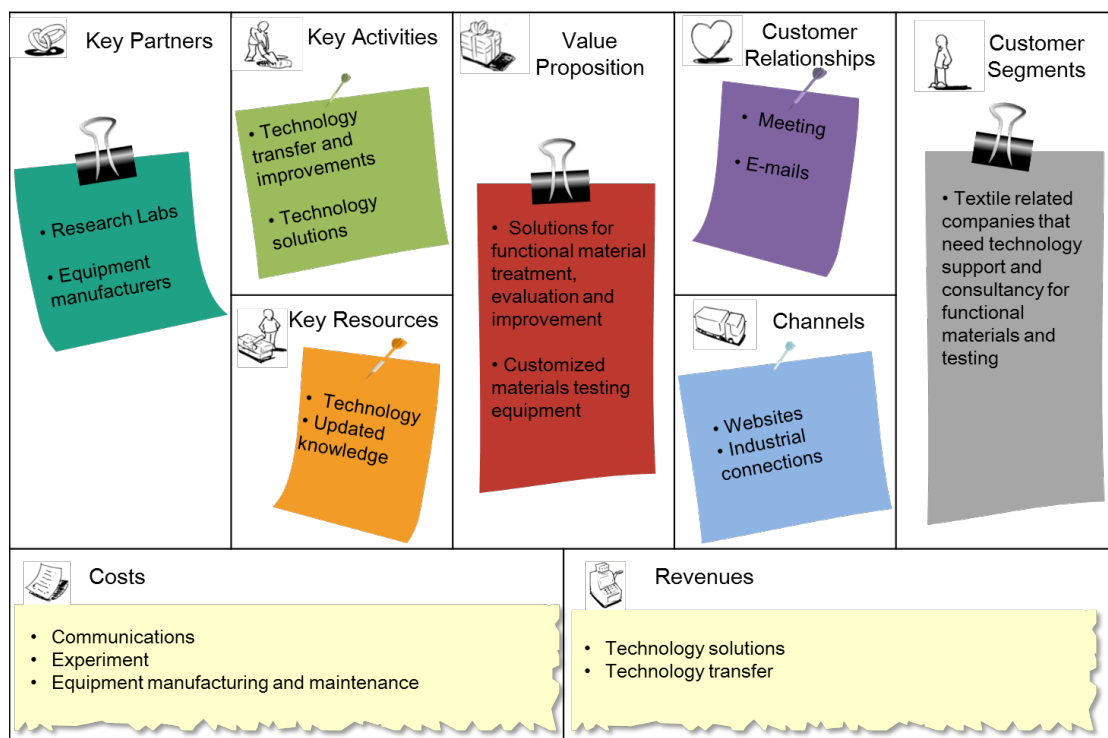 Key Partners
• Research Labs
• Equipment
manufacturers
Key Activities
• Technology
transfer and
improvements
• Technology
solutions
Key Resources
• Technology
• Updated
knowledge
Value
Proposition
• Solutions for
functional material
treatment,
evaluation and
improvement
• Customized
materials testing
equipment
Customer
Relationships
• Meeting
• E-mails
Channels
• Websites
• Industrial
connections
Customer
Segments
• Textile related
companies that
need technology
support and
consultancy for
functional
materials and
testing
Costs
• Communications
• Experiment
• Equipment manufacturing and maintenance
Revenues
• Technology solutions
• Technology transfer